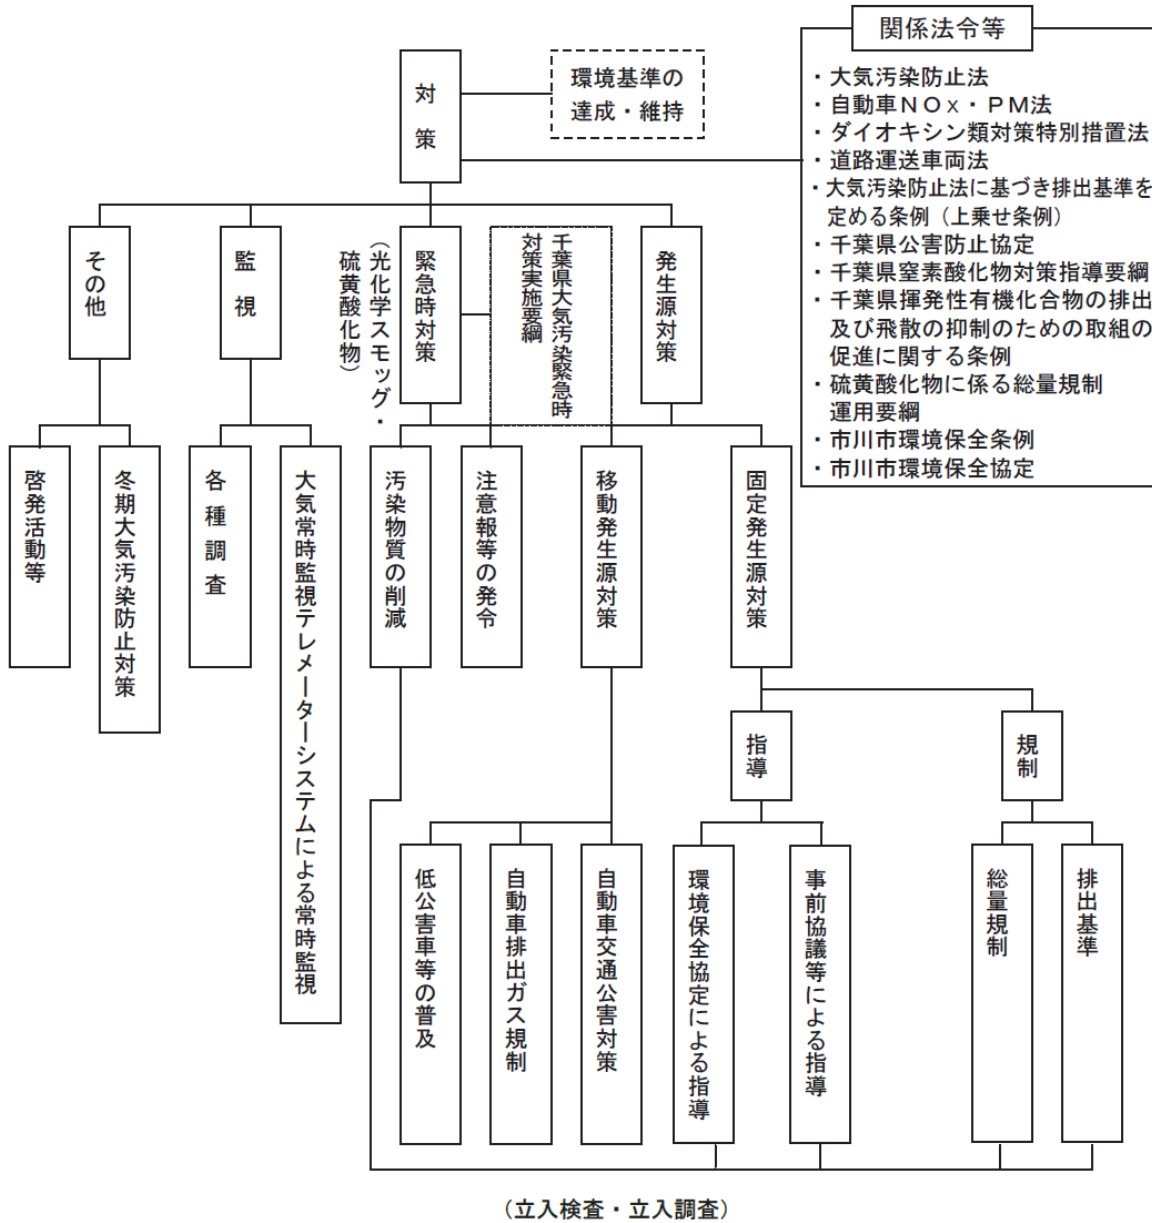 関係法令等
・大気汚染防止法
・自動車ＮＯｘ・ＰＭ法
・ダイオキシン類対策特別措置法
・道路運送車両法
・大気汚染防止法に基づき排出基準を
定める条例（上乗せ条例）
・千葉県公害防止協定
・千葉県窒素酸化物対策指導要綱
・千葉県揮発性有機化合物の排出
及び飛散の抑制のための取組の
促進に関する条例
・硫黄酸化物に係る総量規制
運用要綱
・市川市環境保全条例
・市川市環境保全協定
対策
環境基準の
達成・維持
発生源対策
千葉県大気汚染緊急時
対策実施要綱
緊急時対策
（光化学スモッグ・
硫黄酸化物）
監視
その他
固定発生源対策
移動発生源対策
注意報等の発令
汚染物質の削減
大気常時監視テレメーターシステムによる常時監視
各種調査
冬期大気汚染防止対策
啓発活動等
規制
指導
排出基準
総量規制
事前協議等による指導
環境保全協定による指導
自動車交通公害対策
自動車排出ガス規制
低公害車等の普及
（立入検査・立入調査）